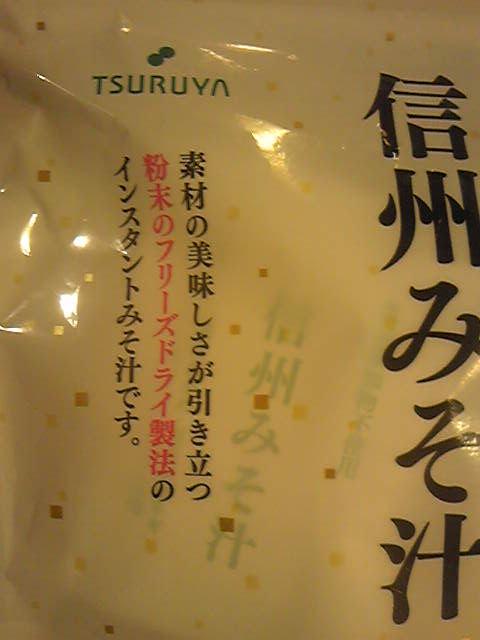 TSURUYA
信州みそ汁
素材の美味しさが引き立つ
粉末のフリーズドライ製法の
インスタントみそ汁です。
信州みそ汁